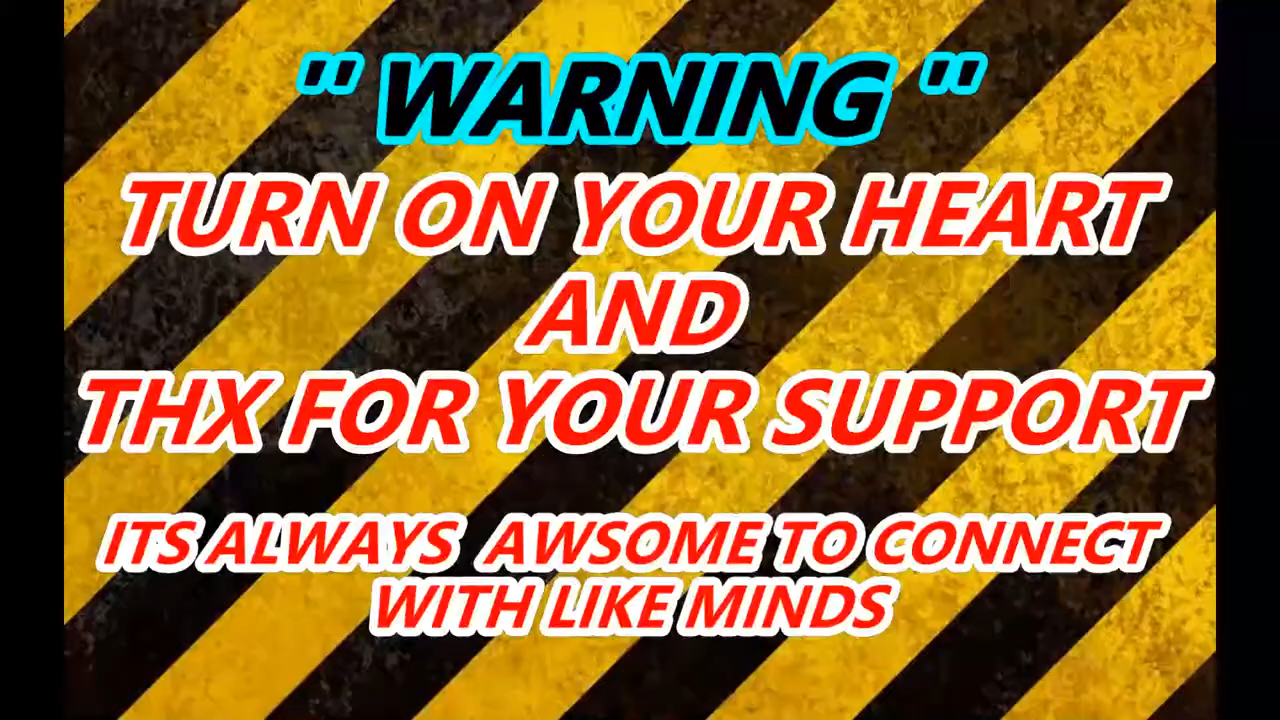 " WARNING "
TURN ON YOUR HEART
AND
THX FOR YOUR SUPPORT
ITS ALWAYS AWSOME TO CONNECT
WITH LIKE MINDS